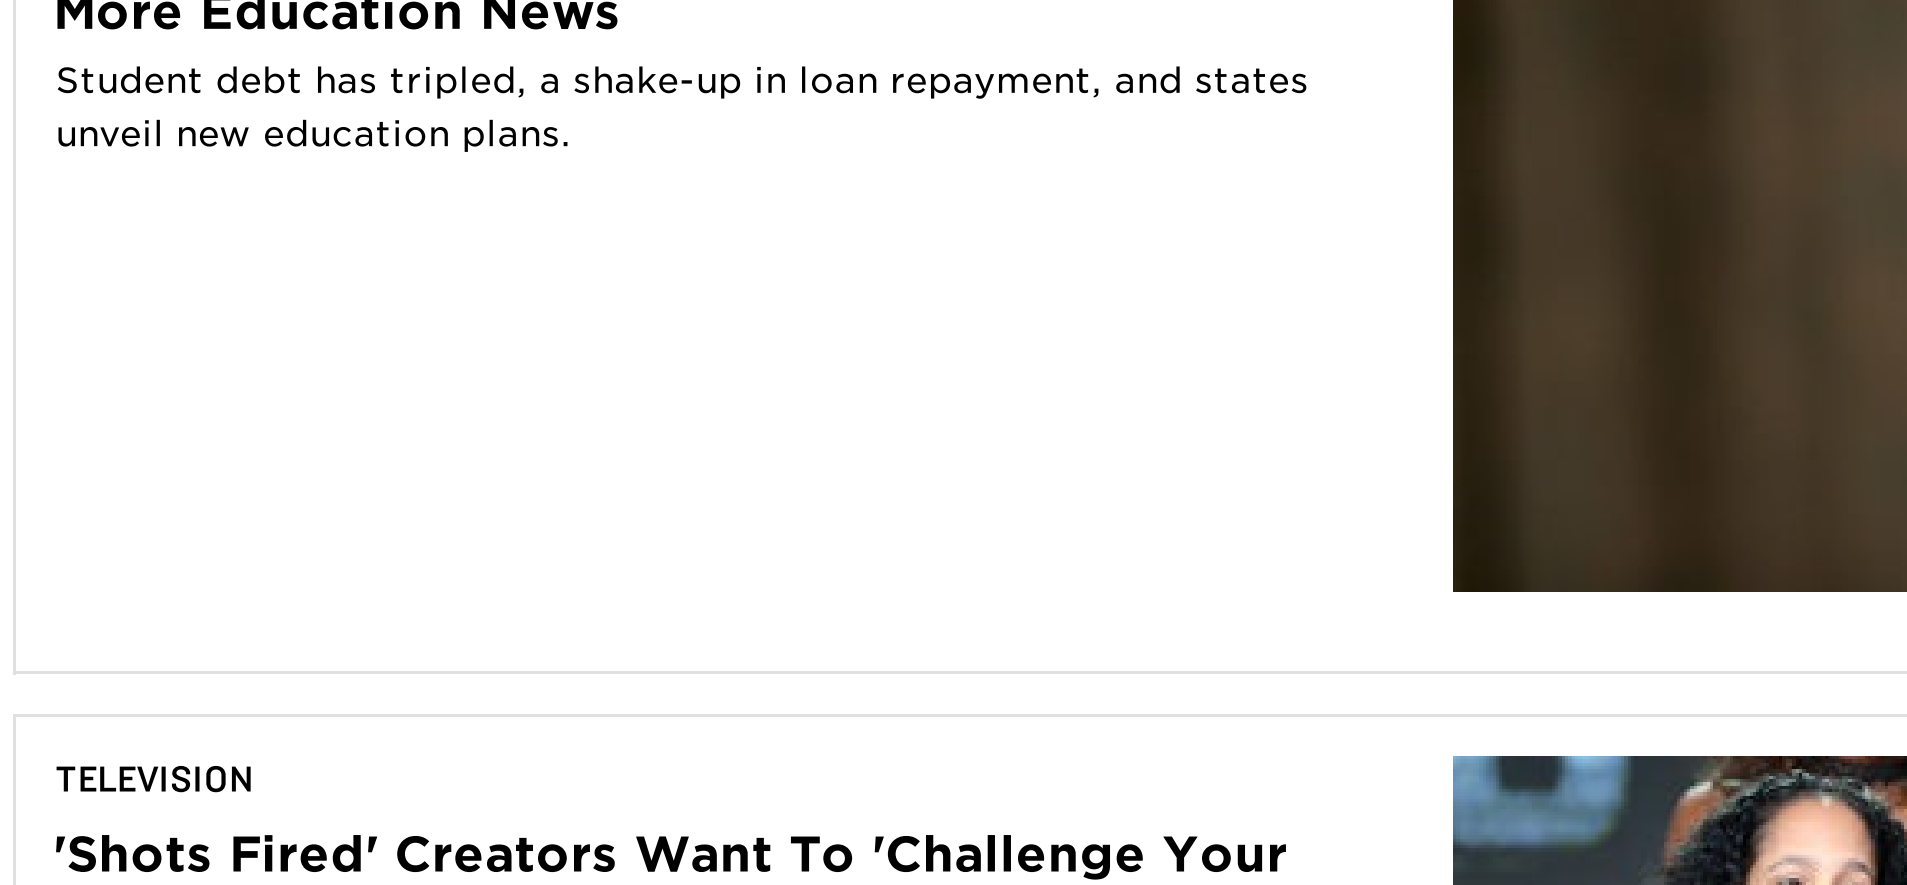 More Education News
Student debt has tripled, a shake-up in loan repayment, and states
unveil new education plans.
TELEVISION
'Shots Fired' Creators Want To 'Challenge Your